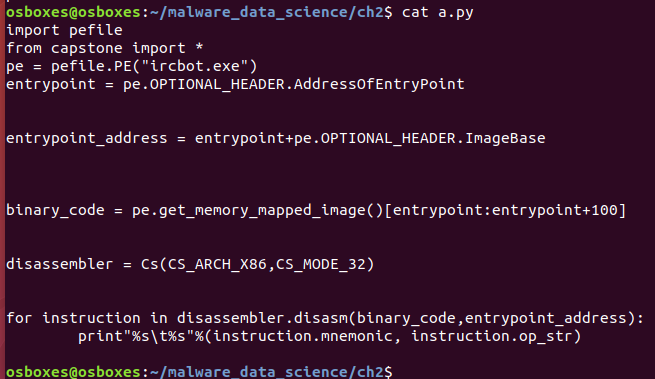 osboxes@osboxes:~/malware_data_science/ch2$ cat a.py
import pefile
from capstone import *
pe = pefile.PE("ircbot.exe")
entrypoint = pe.OPTIONAL_HEADER.AddressOfEntryPoint
entrypoint_address = entrypoint+pe.OPTIONAL_HEADER.ImageBase
binary_code = pe.get_memory_mapped_image()[entrypoint:entrypoint+100]
disassembler = Cs(CS_ARCH_X86,CS_MODE_32)
for instruction in disassembler.disasm(binary_code,entrypoint_address):
        print"%s\t%s"%(instruction.mnemonic, instruction.op_str)
osboxes@osboxes:~/malware_data_science/ch2$